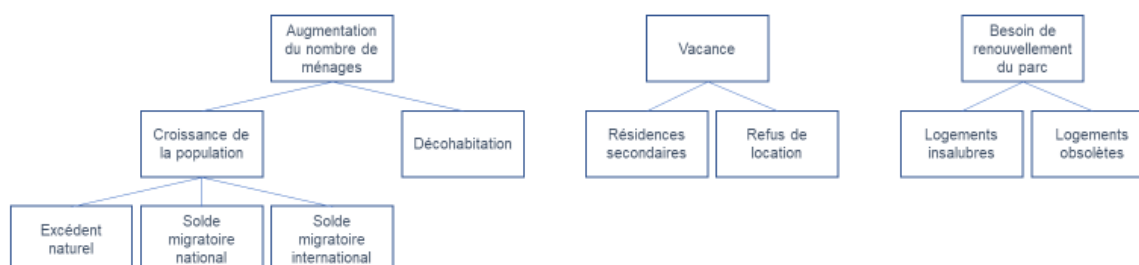 Augmentation
du nombre de
ménages
Vacance
Besoin de
renouvellement
du parc
Croissance de
la population
Décohabitation
Résidences
secondaires
Refus de
location
Logements
insalubres
Logements
obsolètes
Excédent
naturel
Solde
migratoire
national
Solde
migratoire
international